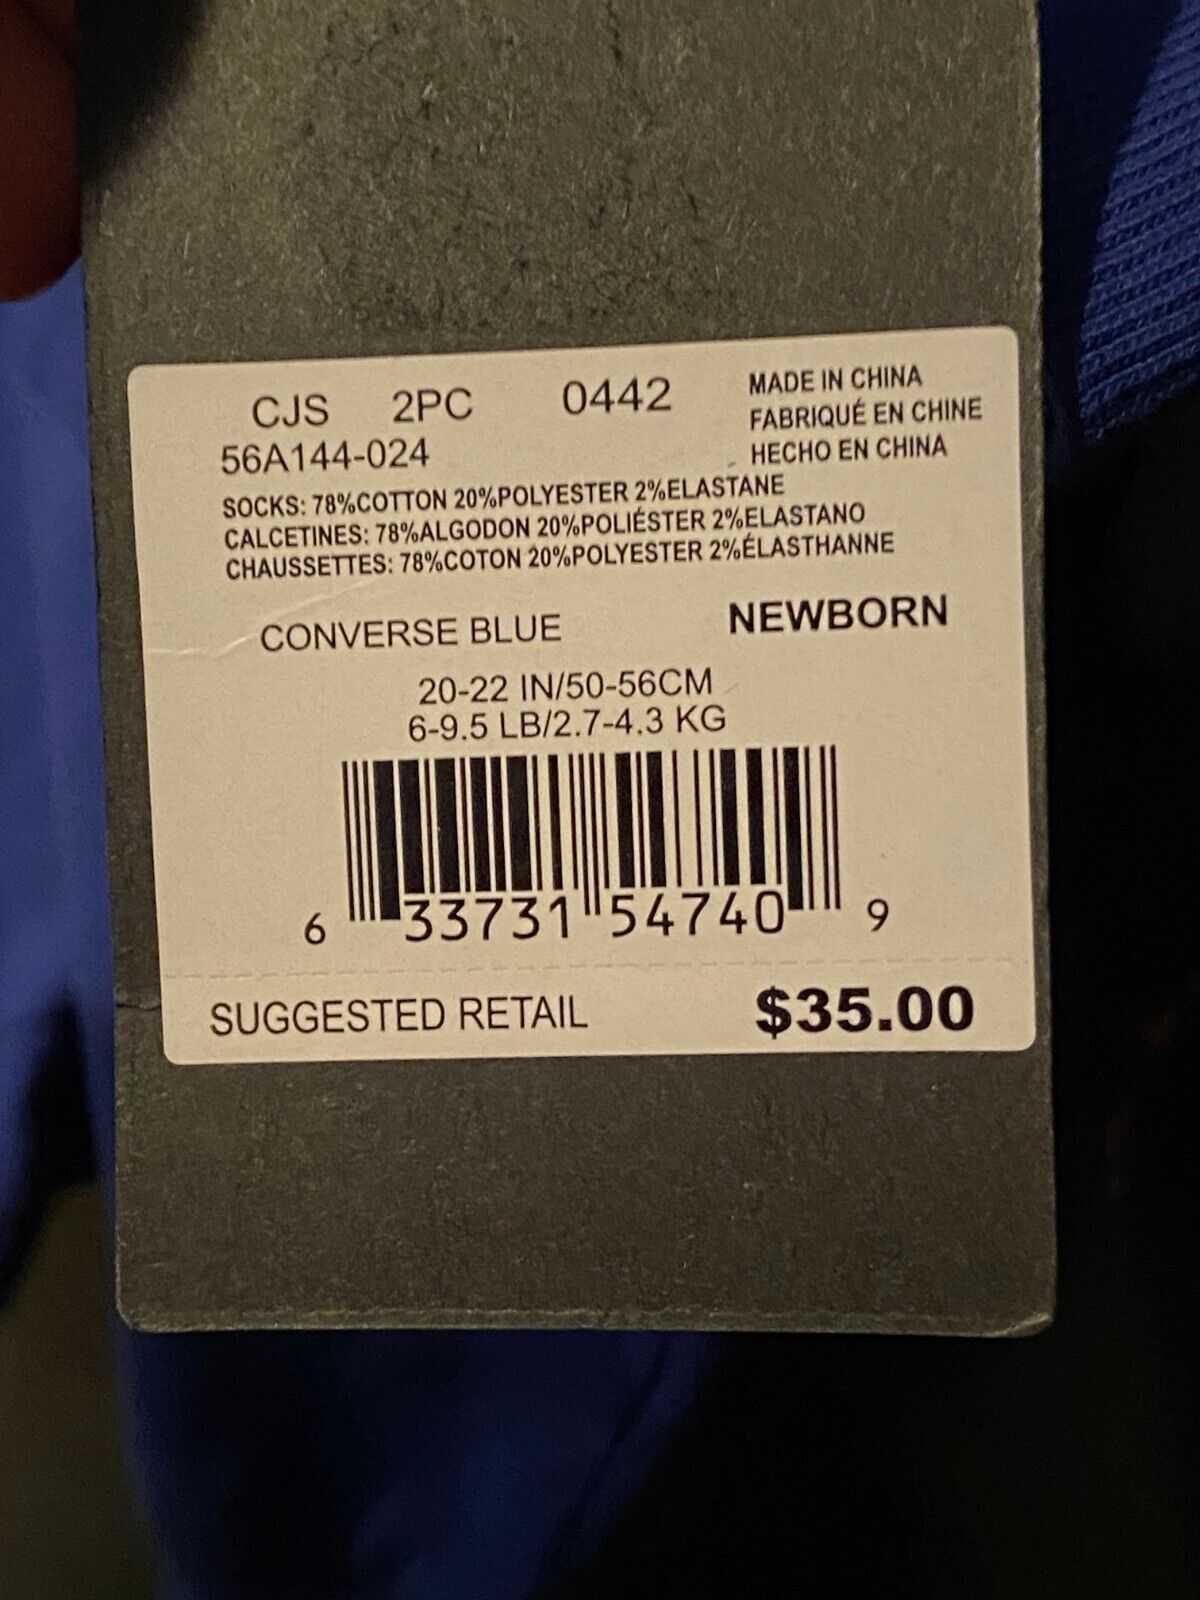 CJS 2PC 0442
56A144-024
MADE IN CHINA
FABRIQUÉ EN CHINE
HECHO EN CHINA
SOCKS: 78%COTTON 20%POLYESTER 2%ELASTANE
CALCETINES: 78%ALGODON 20%POLIÉSTER 2%ELASTANO
CHAUSSETTES: 78%COTON 20%POLYESTER 2%ÉLASTHANNE
CONVERSE BLUE NEWBORN
20-22 IN/50-56CM
6-9.5 LB/2.7-4.3 KG
6 33731 54740 9
SUGGESTED RETAIL $35.00